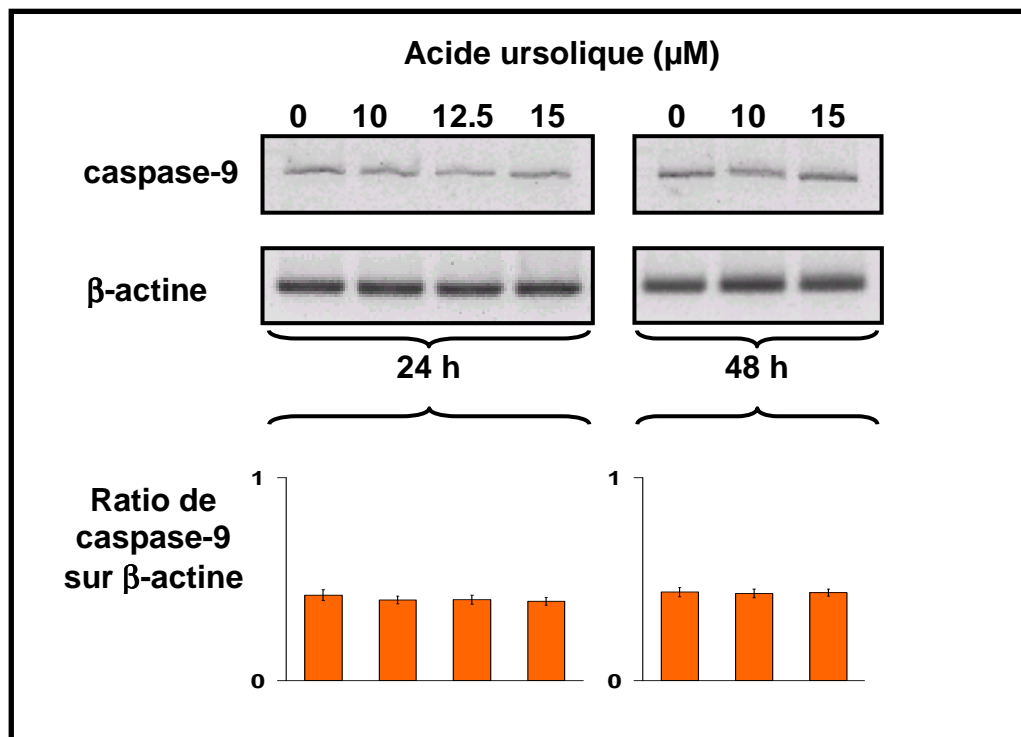 Acide ursolique (µM)
0 10 12.5 15 0 10 15
caspase-9
β-actine
24 h 48 h
1 1
Ratio de
caspase-9
sur β-actine
0 0